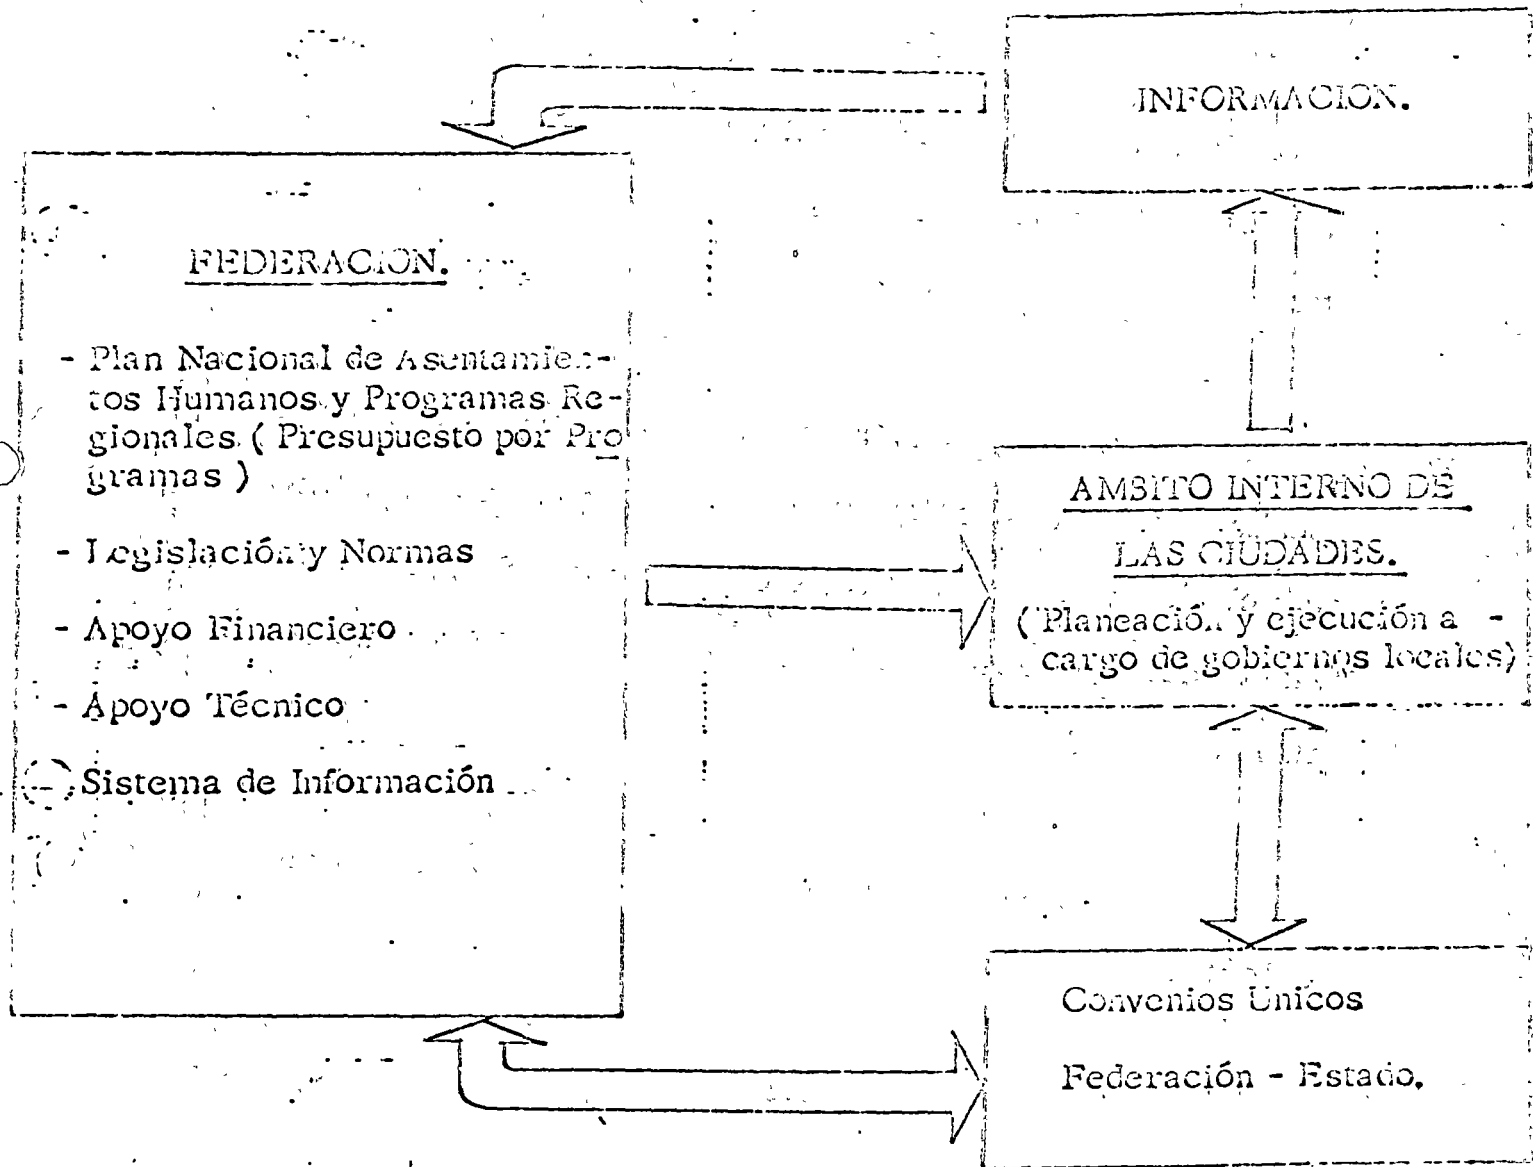 INFORMACION.
FEDERACION.
- Plan Nacional de Asentamien-
tos Humanos y Programas Re-
gionales. ( Presupuesto por Pro
gramas )
- Legislación y Normas
- Apoyo Financiero
- Apoyo Técnico
- Sistema de Información
AMBITO INTERNO DE
LAS CIUDADES.
( Planeación y ejecución a -
cargo de gobiernos locales)
Convenios Unicos
Federación - Estado.